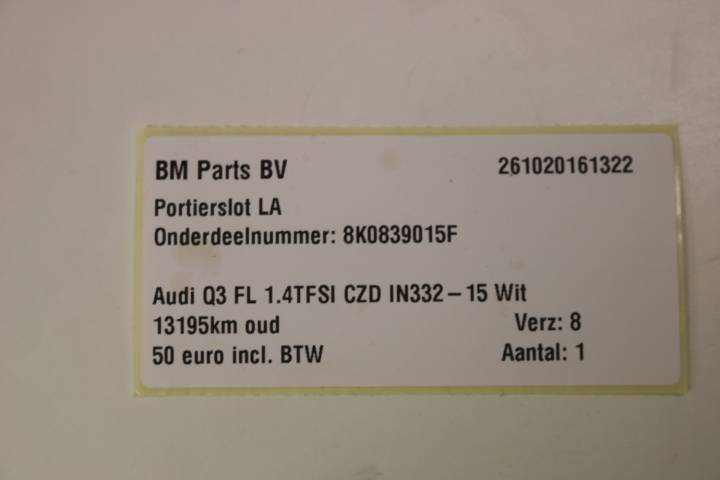 BM Parts BV 261020161322
Portierslot LA
Onderdeelnummer: 8K0839015F
Audi Q3 FL 1.4TFSI CZD IN332-15 Wit
13195km oud Verz: 8
50 euro incl. BTW Aantal: 1